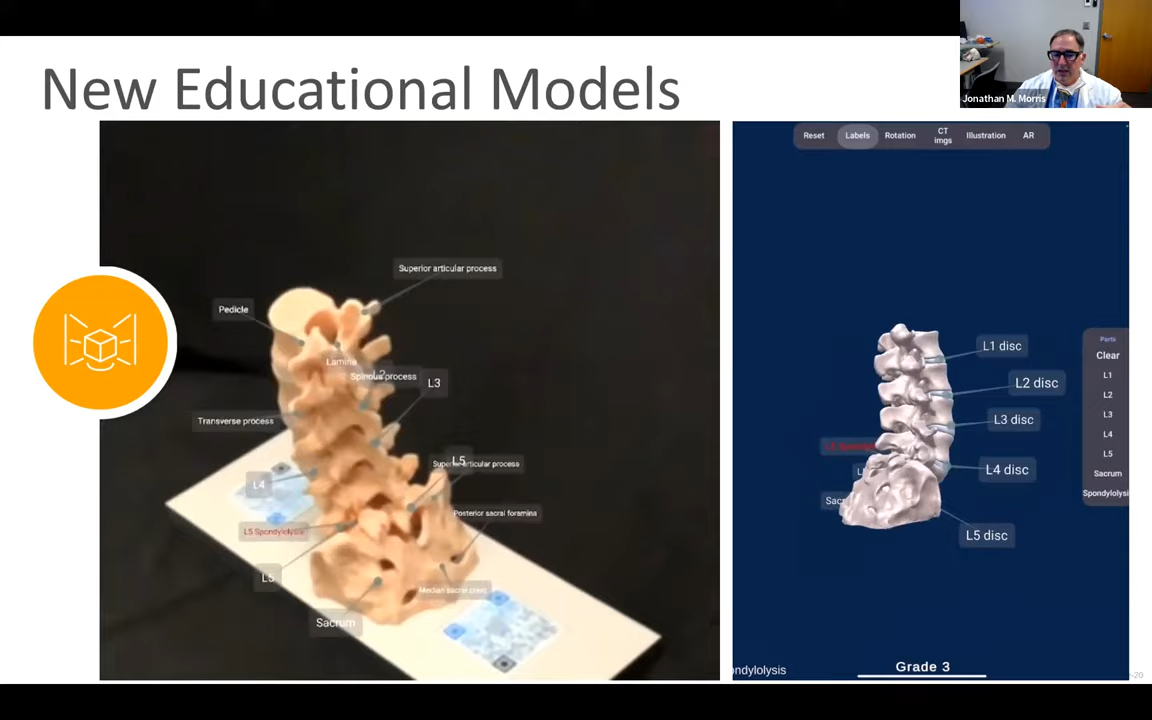 New Educational Models
Jonathan M. Morris
Superior articular process
Pedicle
Lamina
Spinous process
L3
Transverse process
L5
Superior articular process
L4
Posterior sacral foramina
L5 Spondylolysis
L5
Median sacral crest
Sacrum
Reset
Labels
Rotation
CT
imgs
Illustration
AR
L1 disc
L2 disc
L3 disc
L4 disc
L5 disc
Parts
Clear
L1
L2
L3
L4
L5
Sacrum
Spondylolysi
Sacr
ondylolysis
Grade 3